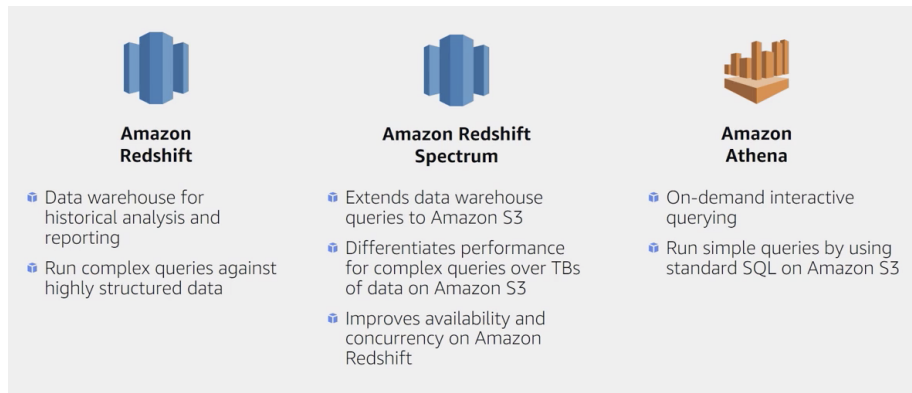 Amazon
Redshift
Data warehouse for
historical analysis and
reporting
Run complex queries against
highly structured data
Amazon Redshift
Spectrum
Extends data warehouse
queries to Amazon S3
Differentiates performance
for complex queries over TBs
of data on Amazon S3
Improves availability and
concurrency on Amazon
Redshift
Amazon
Athena
On-demand interactive
querying
Run simple queries by using
standard SQL on Amazon S3